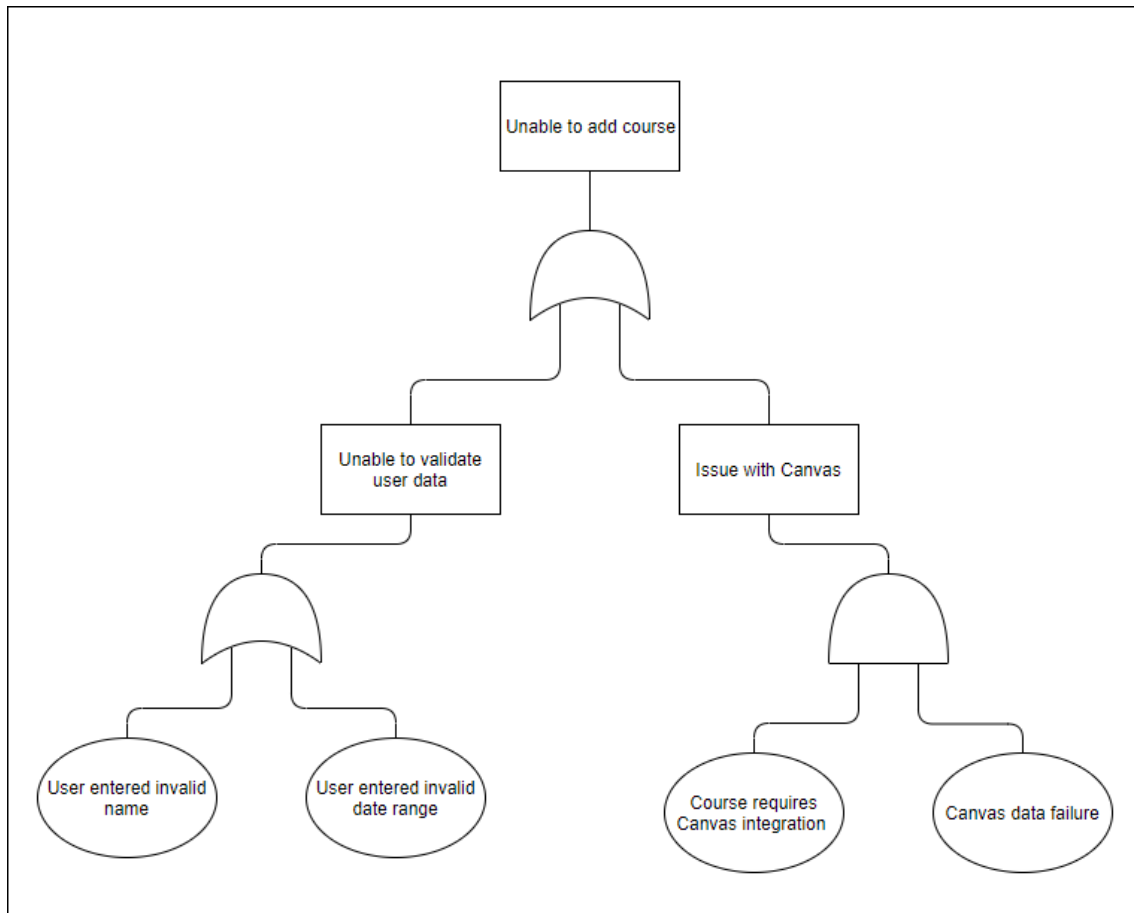 Unable to add course
Unable to validate
user data
Issue with Canvas
User entered invalid
name
User entered invalid
date range
Course requires
Canvas integration
Canvas data failure